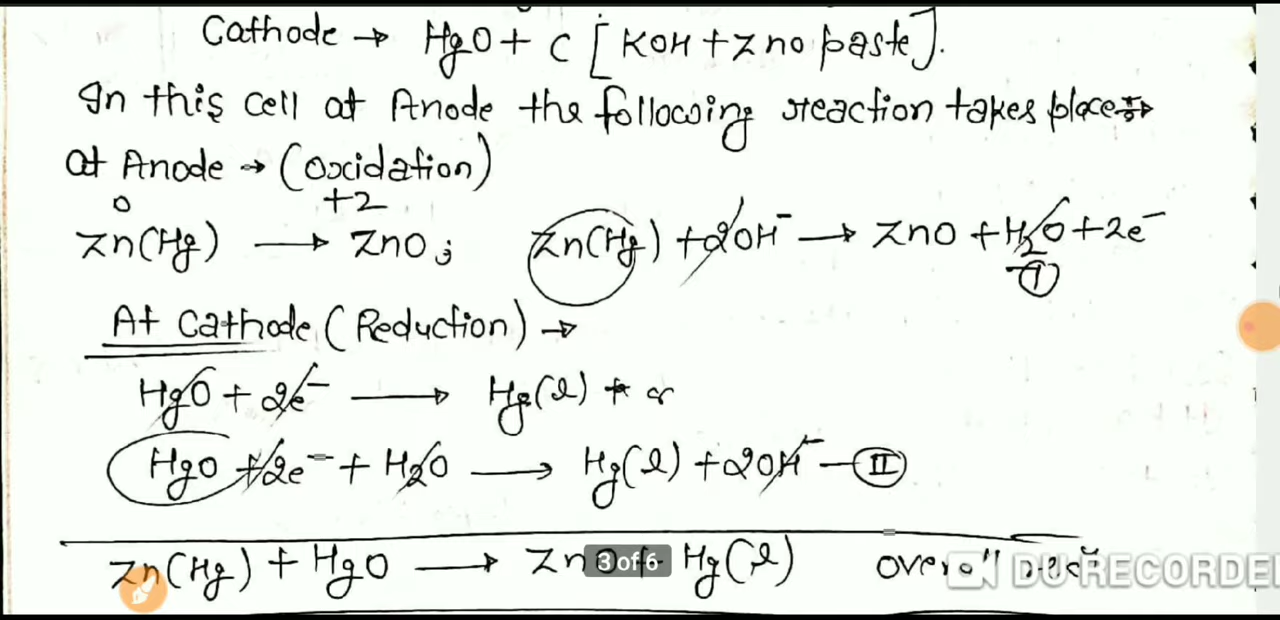 Cathode → HgO + C [KOH + ZnO paste].
In this cell at Anode the following reaction takes place →
at Anode → (Oxidation)
0 +2
Zn(Hg) → ZnO ; Zn(Hg) + 2OH⁻ → ZnO + H₂O + 2e⁻
①
At Cathode (Reduction) →
HgO + 2e⁻ → Hg(l) +
HgO + 2e⁻ + H₂O → Hg(l) + 2OH⁻ — Ⓘⓘ
Zn(Hg) + HgO → ZnO + Hg(l) overall
3 of 6
DU RECORDER